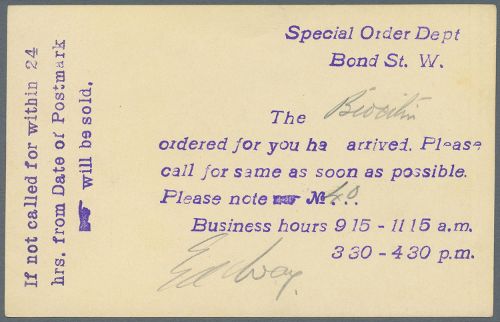 Special Order Dept
Bond St. W.
The Biocitin
ordered for you ha arrived. Please
call for same as soon as possible.
Please note ☛ №40.
Business hours 9 15 - 11 15 a.m.
3 30 - 4 30 p.m.
If not called for within 24
hrs. from Date of Postmark
☛ will be sold.